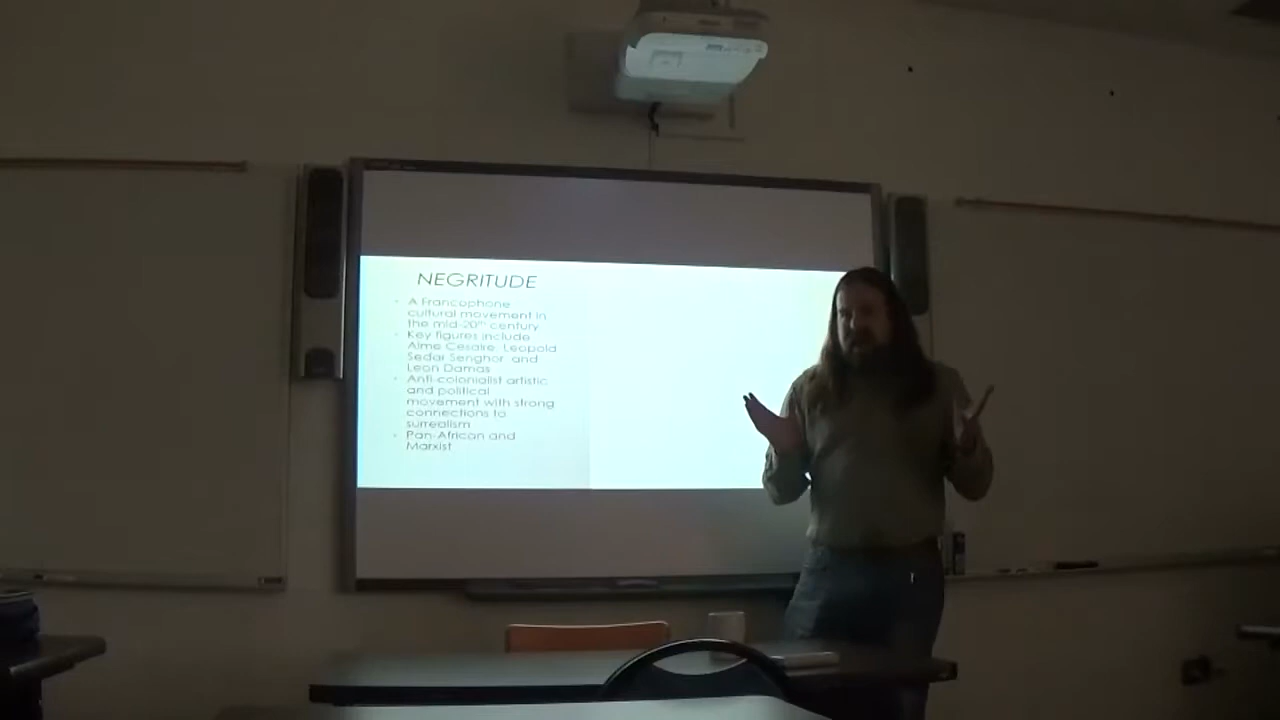 NEGRITUDE
• A Francophone
cultural movement in
the mid-20th century
• Key figures include
Aime Cesaire, Leopold
Sedar Senghor, and
Leon Damas
• Anti-colonialist artistic
and political
movement with strong
connections to
surrealism
• Pan-African and
Marxist